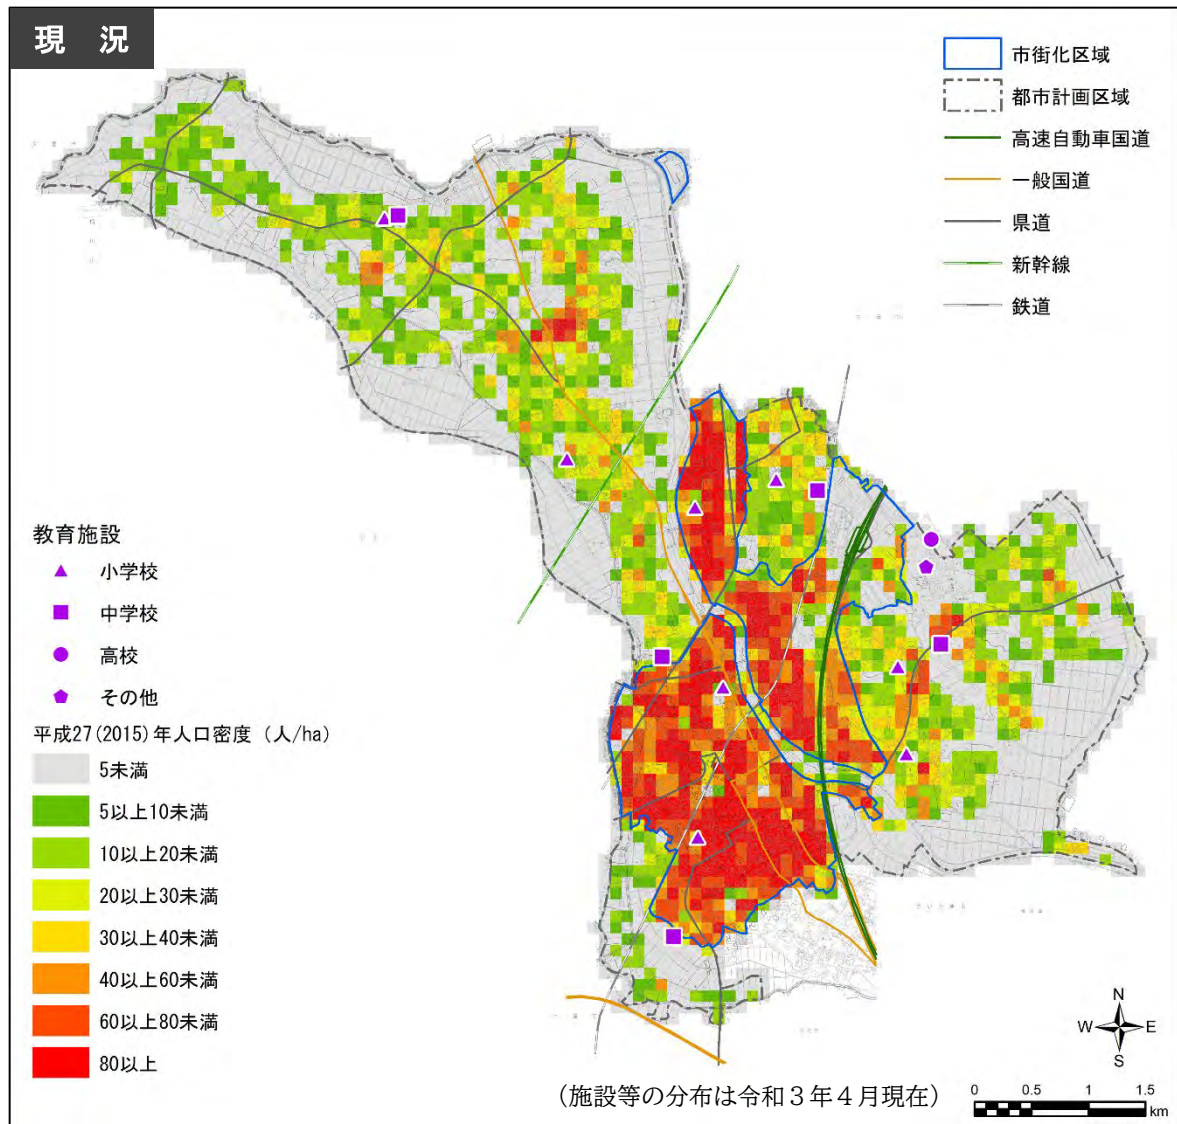 現 況
市街化区域
都市計画区域
高速自動車国道
一般国道
県道
新幹線
鉄道
教育施設
小学校
中学校
高校
その他
平成27(2015)年人口密度（人/ha）
5未満
5以上10未満
10以上20未満
20以上30未満
30以上40未満
40以上60未満
60以上80未満
80以上
（施設等の分布は令和３年４月現在）
N
W E
S
0 0.5 1 1.5
km